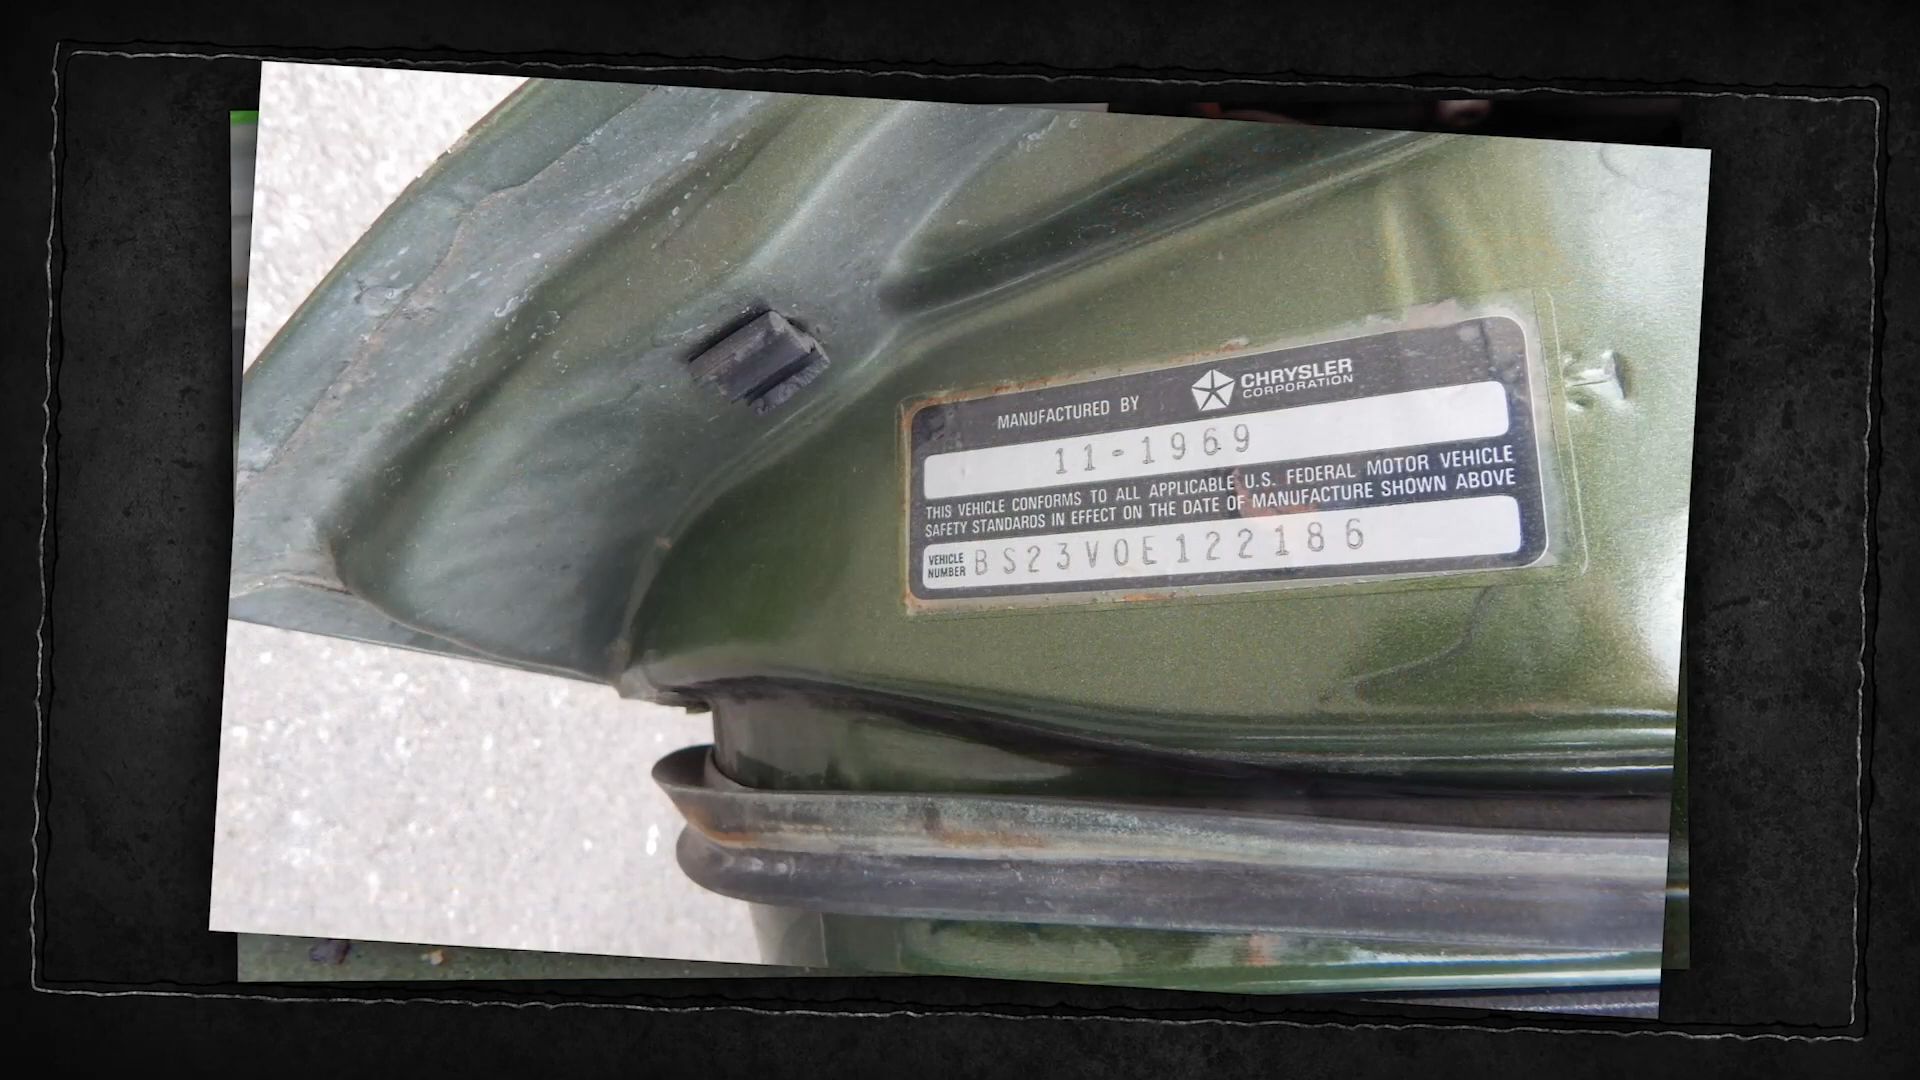 MANUFACTURED BY CHRYSLER CORPORATION
11-1969
THIS VEHICLE CONFORMS TO ALL APPLICABLE U.S. FEDERAL MOTOR VEHICLE
SAFETY STANDARDS IN EFFECT ON THE DATE OF MANUFACTURE SHOWN ABOVE
VEHICLE NUMBER BS23V0E122186